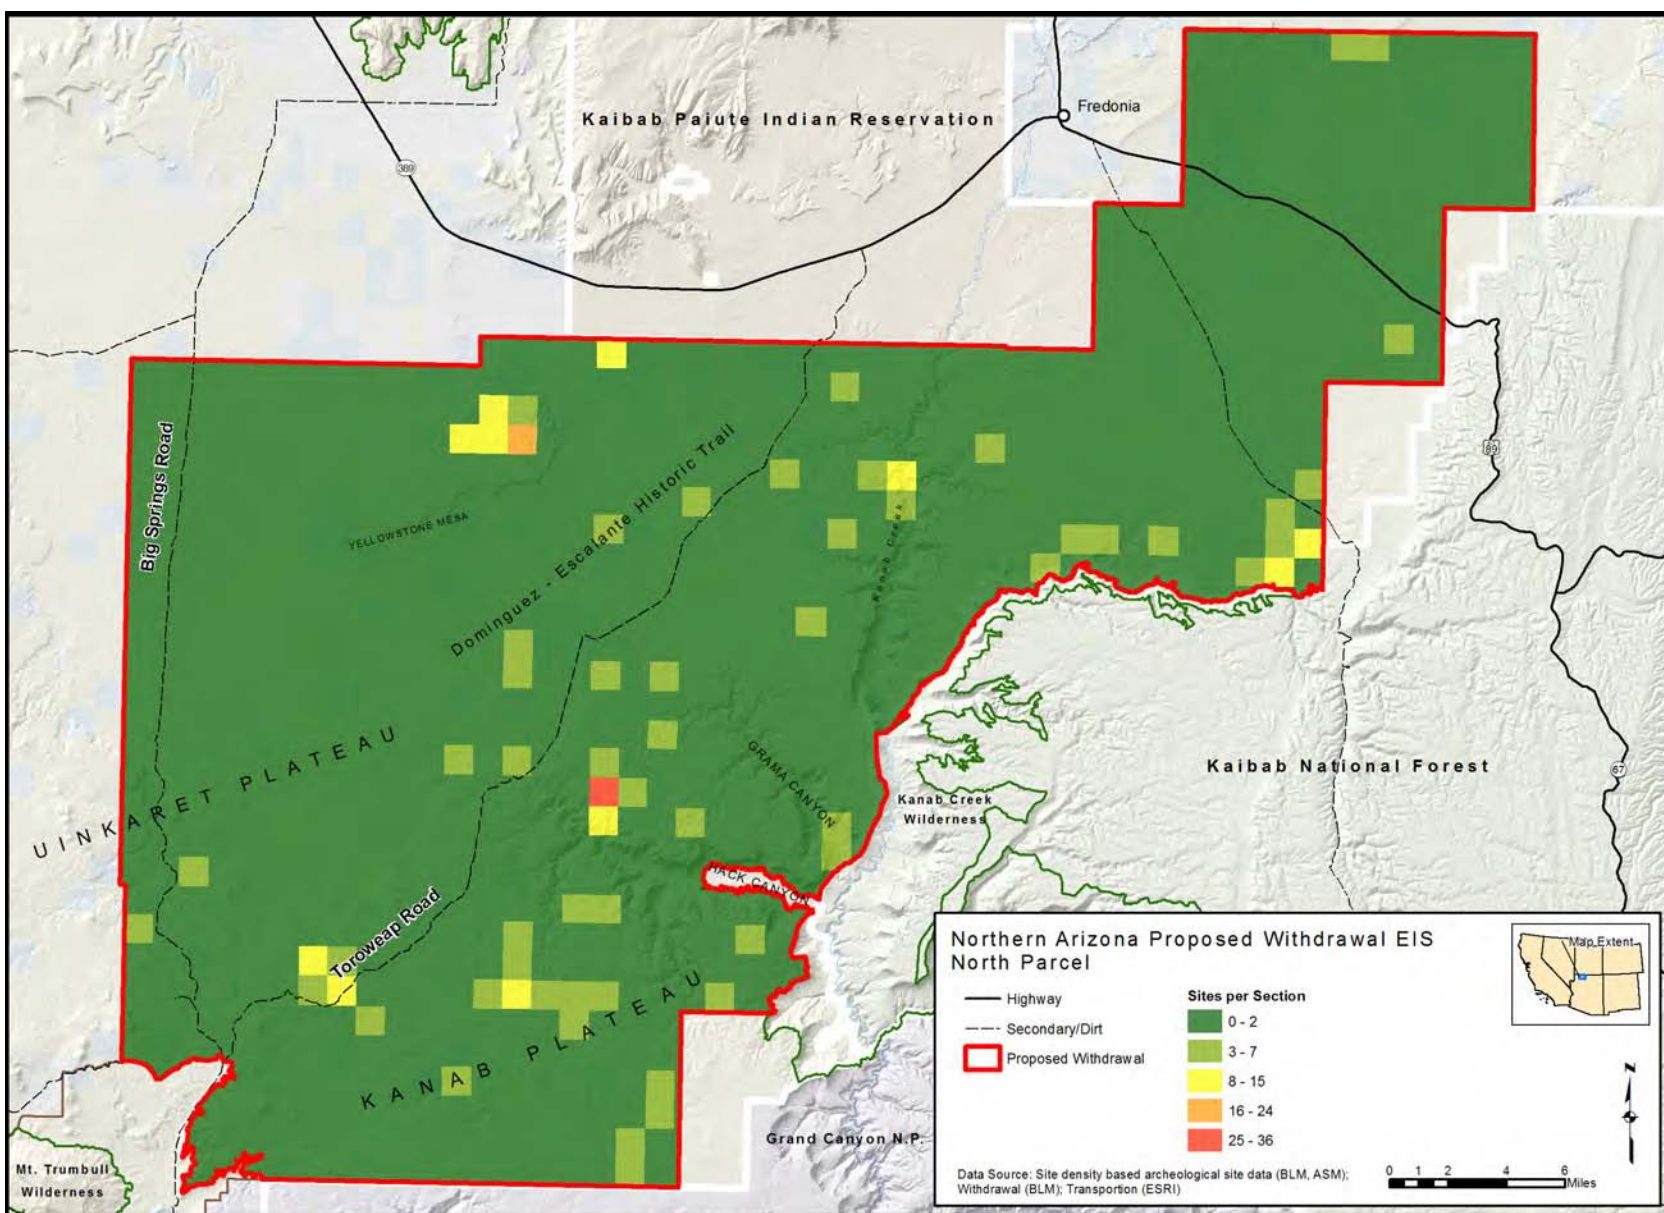 Kaibab Paiute Indian Reservation
Fredonia
389
Big Springs Road
YELLOWSTONE MESA
Dominguez - Escalante Historic Trail
Kanab Creek
89
UINKARET PLATEAU
GRAMA CANYON
Kanab Creek
Wilderness
Kaibab National Forest
67
HACK CANYON
Toroweap Road
KANAB PLATEAU
Mt. Trumbull
Wilderness
Grand Canyon N.P.
Northern Arizona Proposed Withdrawal EIS
North Parcel
Map Extent
Highway
Secondary/Dirt
Proposed Withdrawal
Sites per Section
0 - 2
3 - 7
8 - 15
16 - 24
25 - 36
N
Data Source: Site density based archeological site data (BLM, ASM);
Withdrawal (BLM); Transportion (ESRI)
0 1 2 4 6
Miles